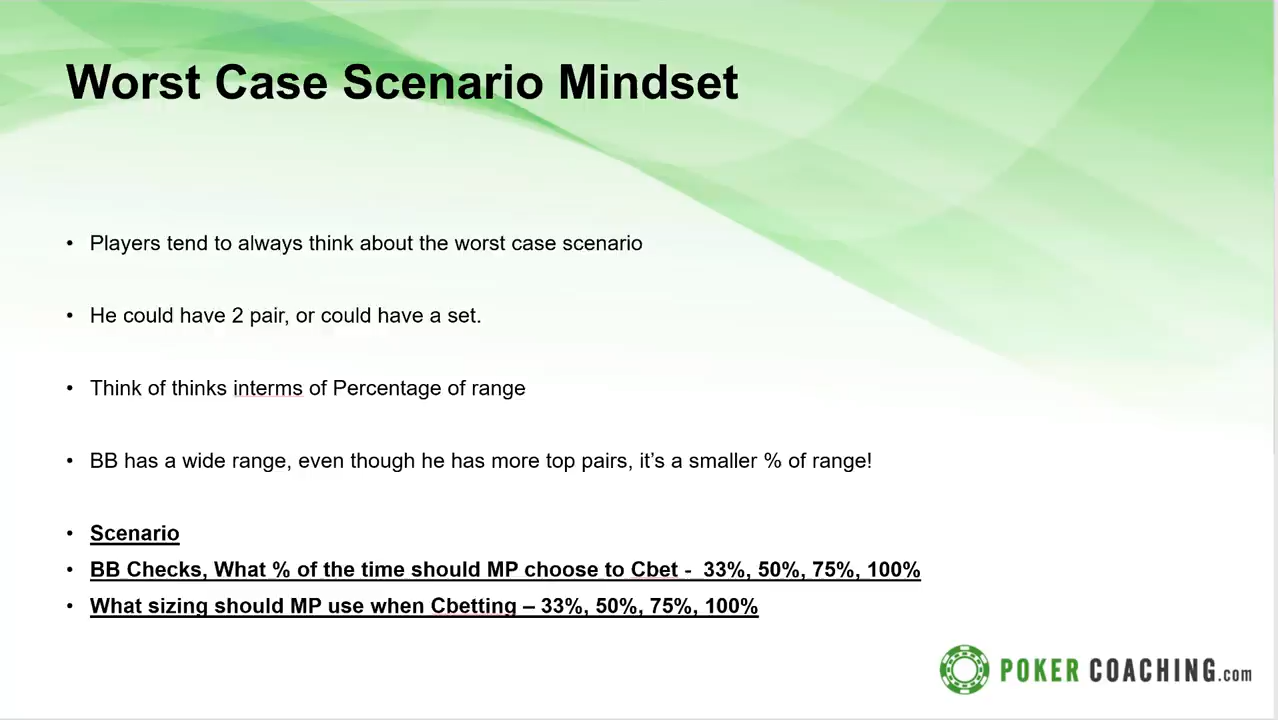 Worst Case Scenario Mindset
• Players tend to always think about the worst case scenario
• He could have 2 pair, or could have a set.
• Think of thinks interms of Percentage of range
• BB has a wide range, even though he has more top pairs, it's a smaller % of range!
• Scenario
• BB Checks, What % of the time should MP choose to Cbet - 33%, 50%, 75%, 100%
• What sizing should MP use when Cbetting – 33%, 50%, 75%, 100%
POKER COACHING.com